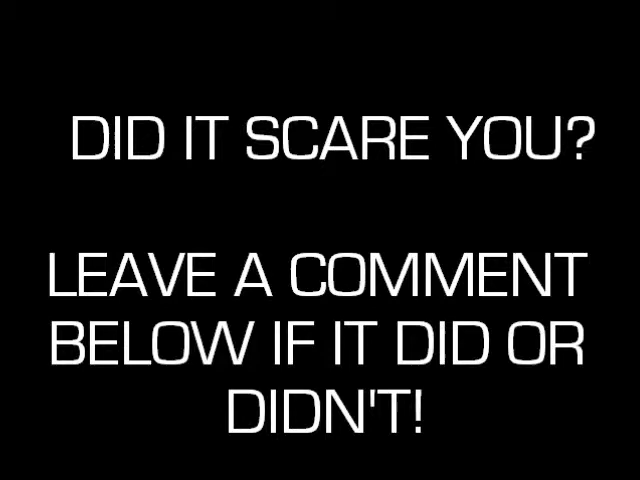 DID IT SCARE YOU?
LEAVE A COMMENT
BELOW IF IT DID OR
DIDN'T!